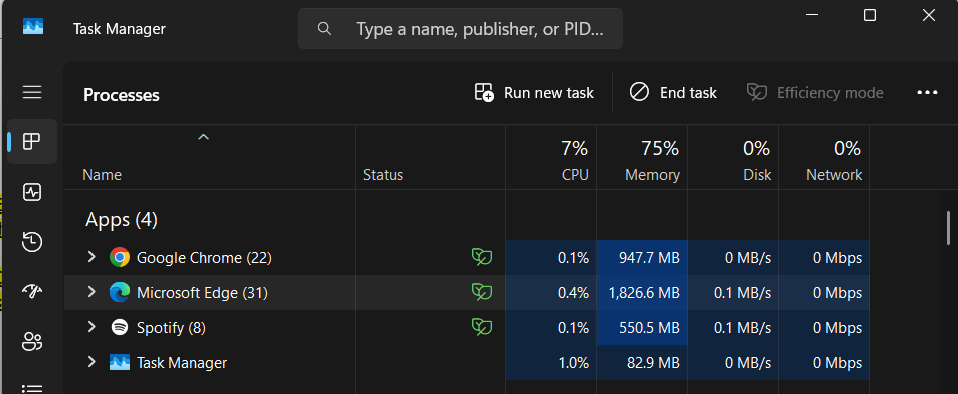 Task Manager
Type a name, publisher, or PID...
Processes
Run new task
End task
Efficiency mode
7% 75% 0% 0%
Name Status CPU Memory Disk Network
Apps (4)
Google Chrome (22) 0.1% 947.7 MB 0 MB/s 0 Mbps
Microsoft Edge (31) 0.4% 1,826.6 MB 0.1 MB/s 0 Mbps
Spotify (8) 0.1% 550.5 MB 0.1 MB/s 0 Mbps
Task Manager 1.0% 82.9 MB 0 MB/s 0 Mbps